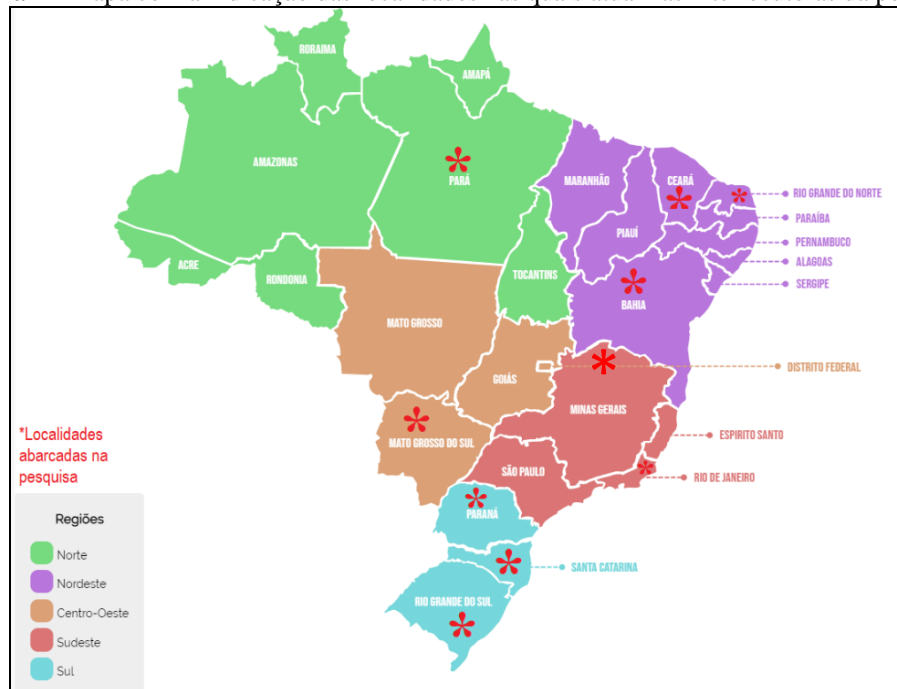 RORAIMA
AMAPÁ
AMAZONAS
PARÁ
MARANHÃO
CEARÁ
RIO GRANDE DO NORTE
PARAÍBA
PIAUÍ
PERNAMBUCO
ALAGOAS
ACRE
RONDONIA
TOCANTINS
SERGIPE
BAHIA
MATO GROSSO
GOIÁS
DISTRITO FEDERAL
MINAS GERAIS
*Localidades
abarcadas na
pesquisa
MATO GROSSO DO SUL
ESPIRITO SANTO
SÃO PAULO
RIO DE JANEIRO
PARANÁ
SANTA CATARINA
RIO GRANDE DO SUL
Regiões
Norte
Nordeste
Centro-Oeste
Sudeste
Sul